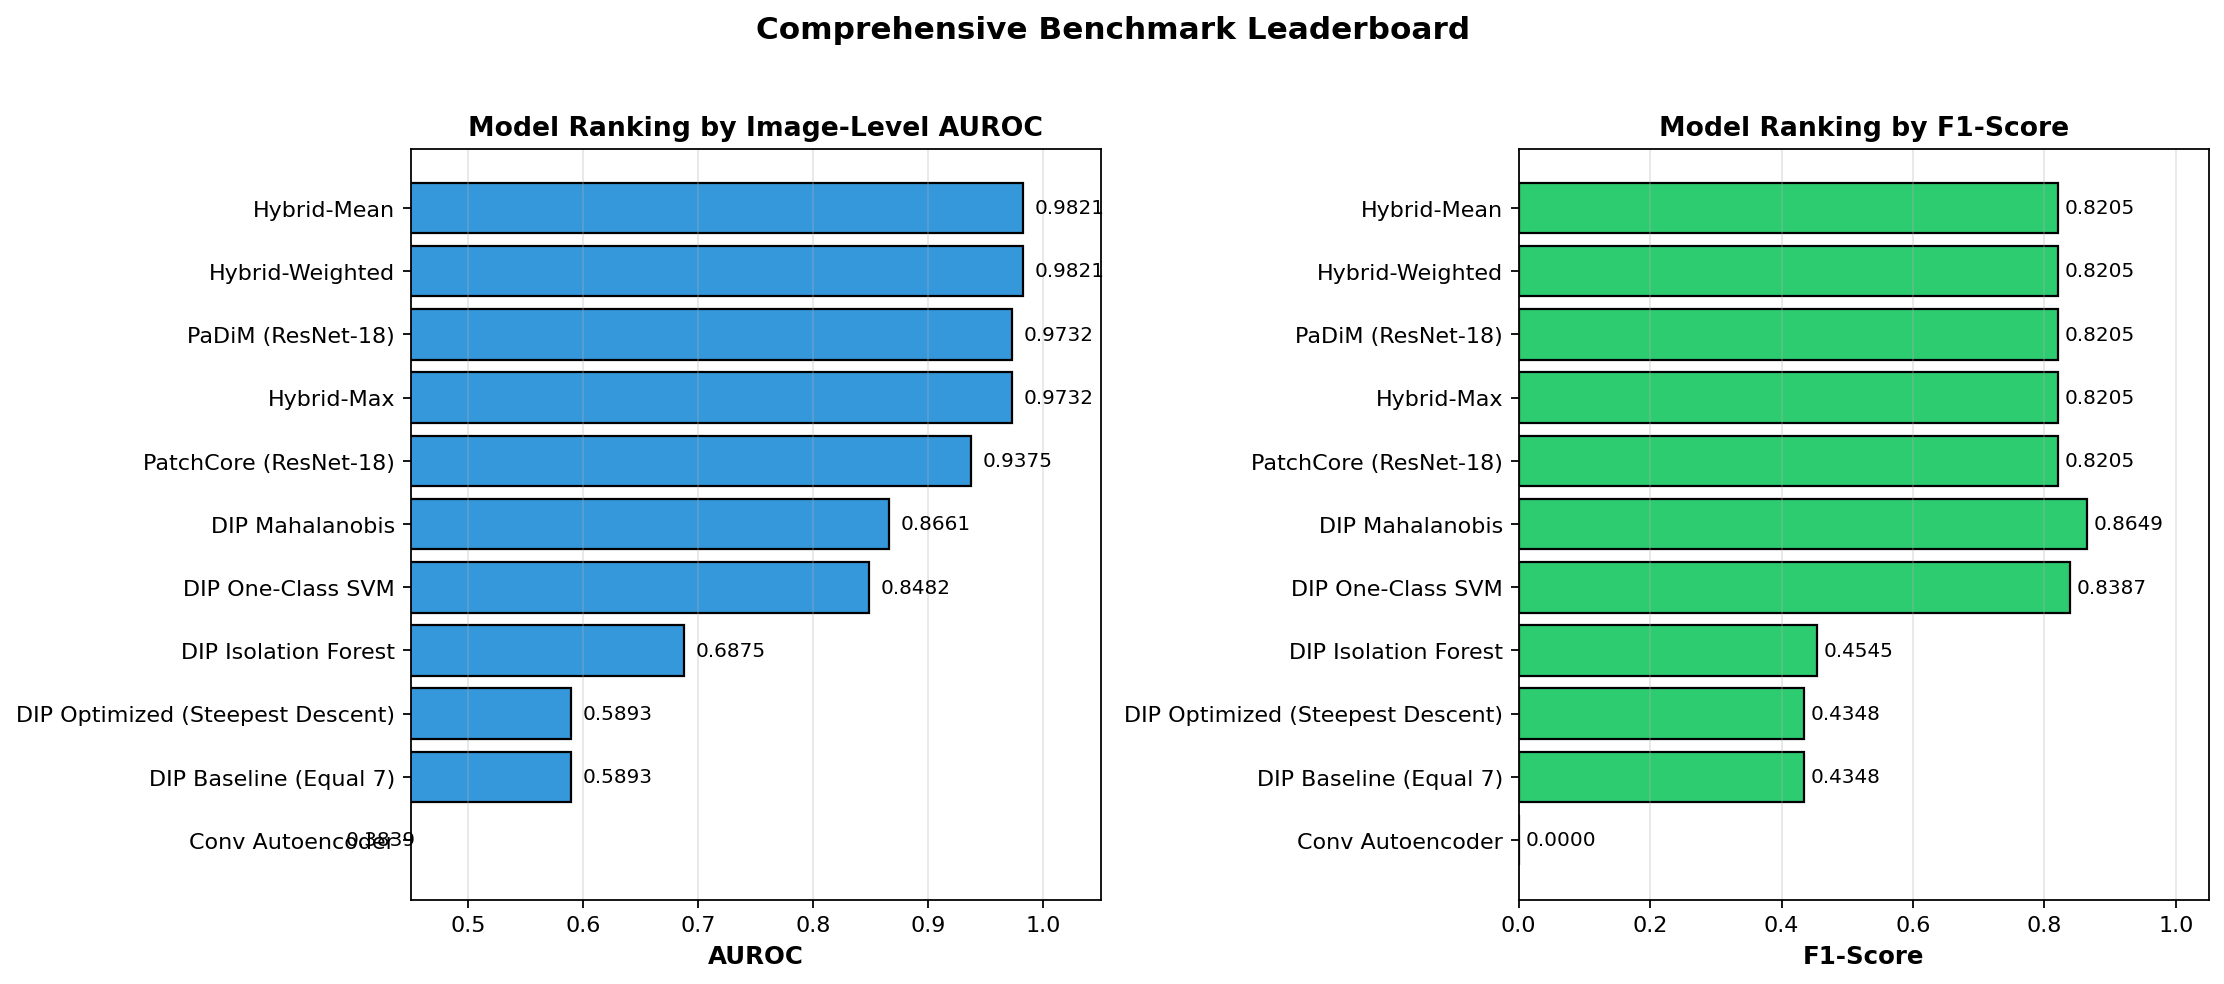 Comprehensive Benchmark Leaderboard
Model Ranking by Image-Level AUROC
Hybrid-Mean 0.9821
Hybrid-Weighted 0.9821
PaDiM (ResNet-18) 0.9732
Hybrid-Max 0.9732
PatchCore (ResNet-18) 0.9375
DIP Mahalanobis 0.8661
DIP One-Class SVM 0.8482
DIP Isolation Forest 0.6875
DIP Optimized (Steepest Descent) 0.5893
DIP Baseline (Equal 7) 0.5893
Conv Autoencoder 0.3839
0.5 0.6 0.7 0.8 0.9 1.0
AUROC
Model Ranking by F1-Score
Hybrid-Mean 0.8205
Hybrid-Weighted 0.8205
PaDiM (ResNet-18) 0.8205
Hybrid-Max 0.8205
PatchCore (ResNet-18) 0.8205
DIP Mahalanobis 0.8649
DIP One-Class SVM 0.8387
DIP Isolation Forest 0.4545
DIP Optimized (Steepest Descent) 0.4348
DIP Baseline (Equal 7) 0.4348
Conv Autoencoder 0.0000
0.0 0.2 0.4 0.6 0.8 1.0
F1-Score